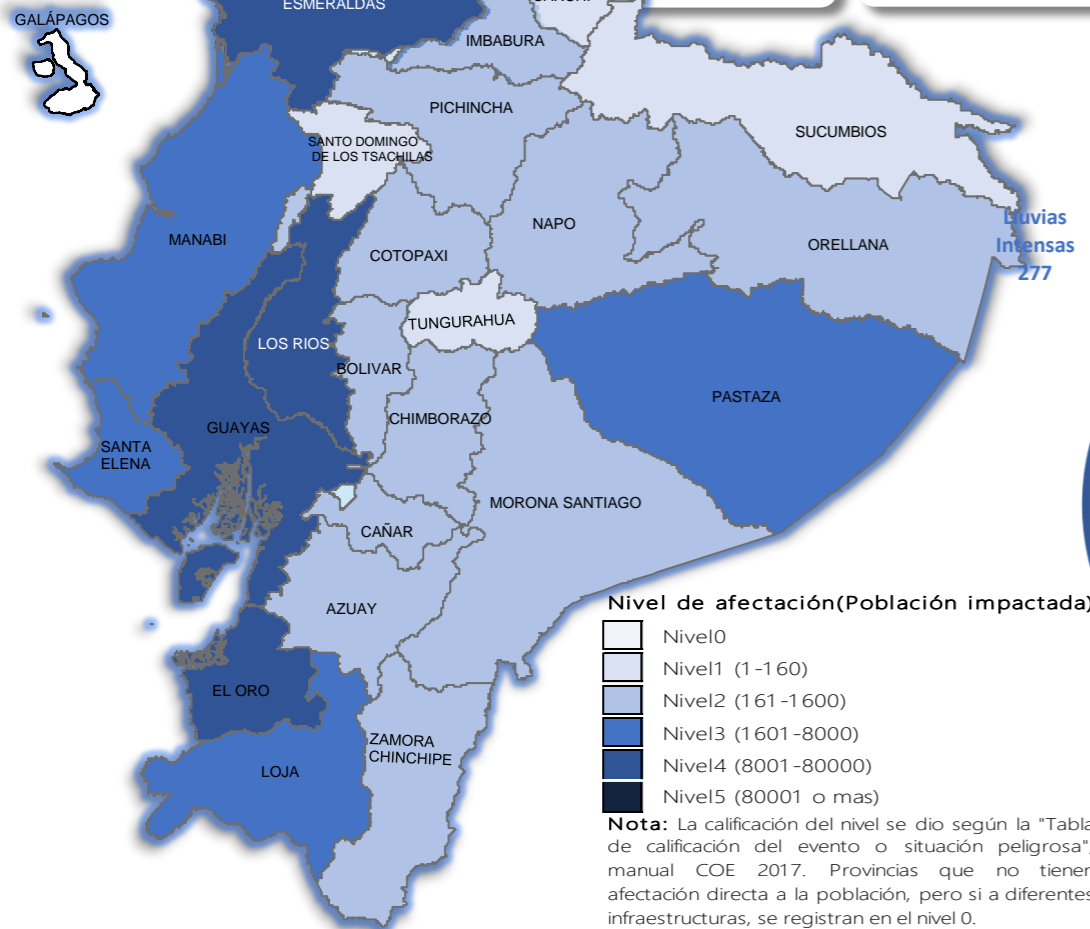 ESMERALDAS
GALÁPAGOS
IMBABURA
PICHINCHA
SUCUMBIOS
SANTO DOMINGO
DE LOS TSACHILAS
NAPO
Lluvias
Intensas
277
MANABI
COTOPAXI
ORELLANA
TUNGURAHUA
LOS RIOS
BOLIVAR
PASTAZA
CHIMBORAZO
GUAYAS
SANTA
ELENA
MORONA SANTIAGO
CAÑAR
AZUAY
EL ORO
ZAMORA
CHINCHIPE
LOJA
Nivel de afectación(Población impactada)
Nivel0
Nivel1 (1-160)
Nivel2 (161-1600)
Nivel3 (1601-8000)
Nivel4 (8001-80000)
Nivel5 (80001 o mas)
Nota: La calificación del nivel se dio según la "Tabla
de calificación del evento o situación peligrosa",
manual COE 2017. Provincias que no tienen
afectación directa a la población, pero si a diferentes
infraestructuras, se registran en el nivel 0.